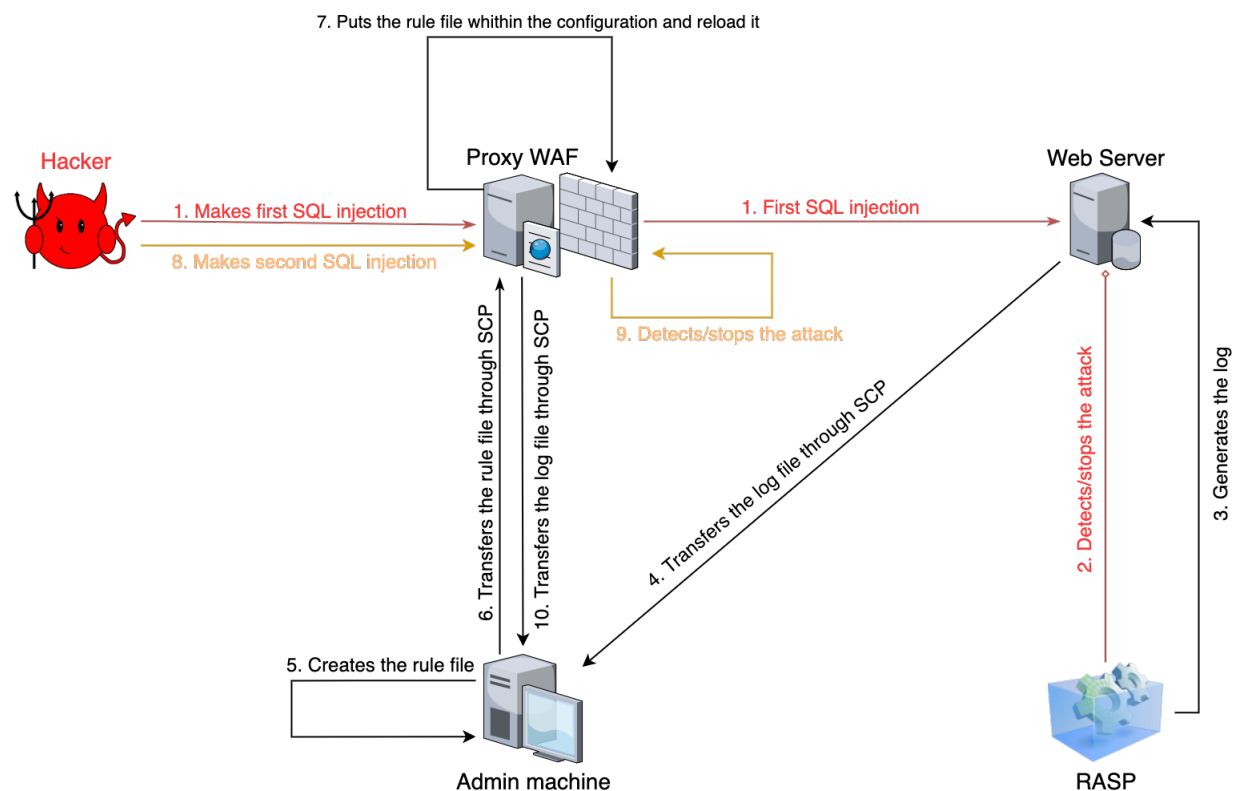 7. Puts the rule file whithin the configuration and reload it
Hacker
Proxy WAF
Web Server
1. Makes first SQL injection
1. First SQL injection
8. Makes second SQL injection
9. Detects/stops the attack
6. Transfers the rule file through SCP
10. Transfers the log file through SCP
4. Transfers the log file through SCP
2. Detects/stops the attack
3. Generates the log
5. Creates the rule file
Admin machine
RASP